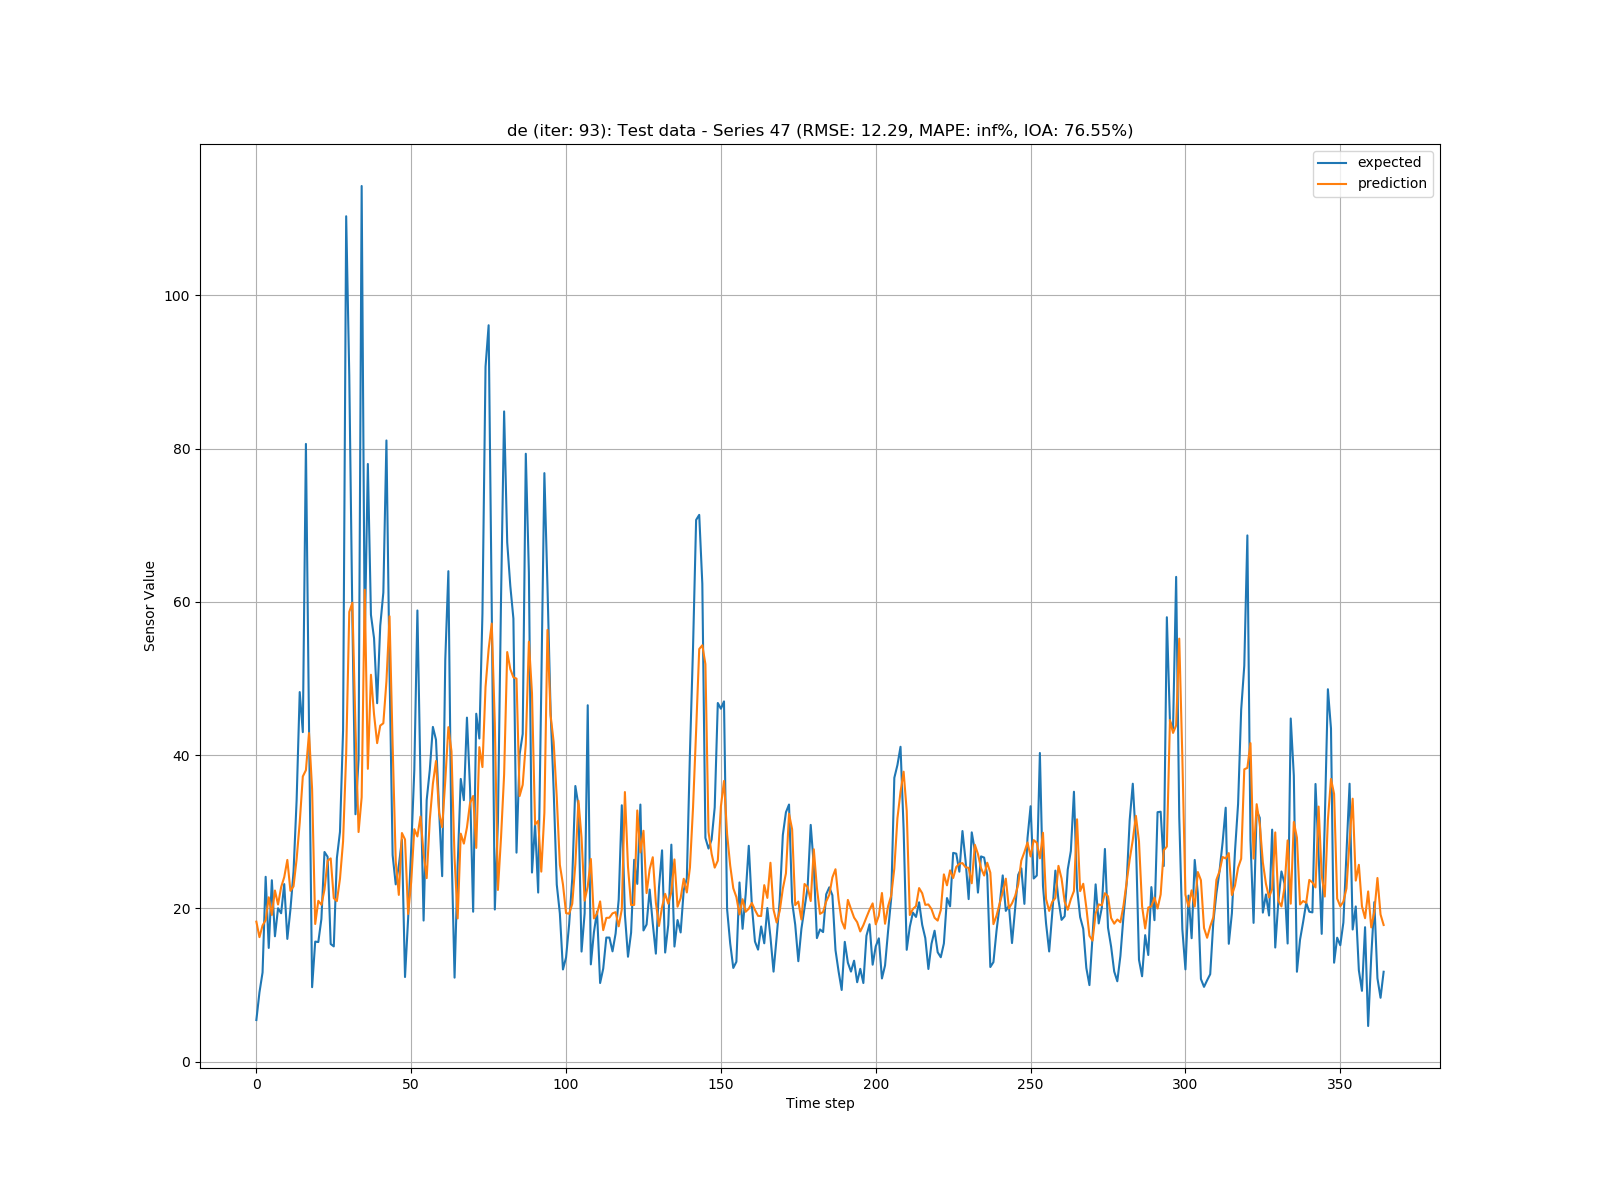 de (iter: 93): Test data - Series 47 (RMSE: 12.29, MAPE: inf%, IOA: 76.55%)
expected
prediction
100
80
60
40
20
0
Sensor Value
0 50 100 150 200 250 300 350
Time step